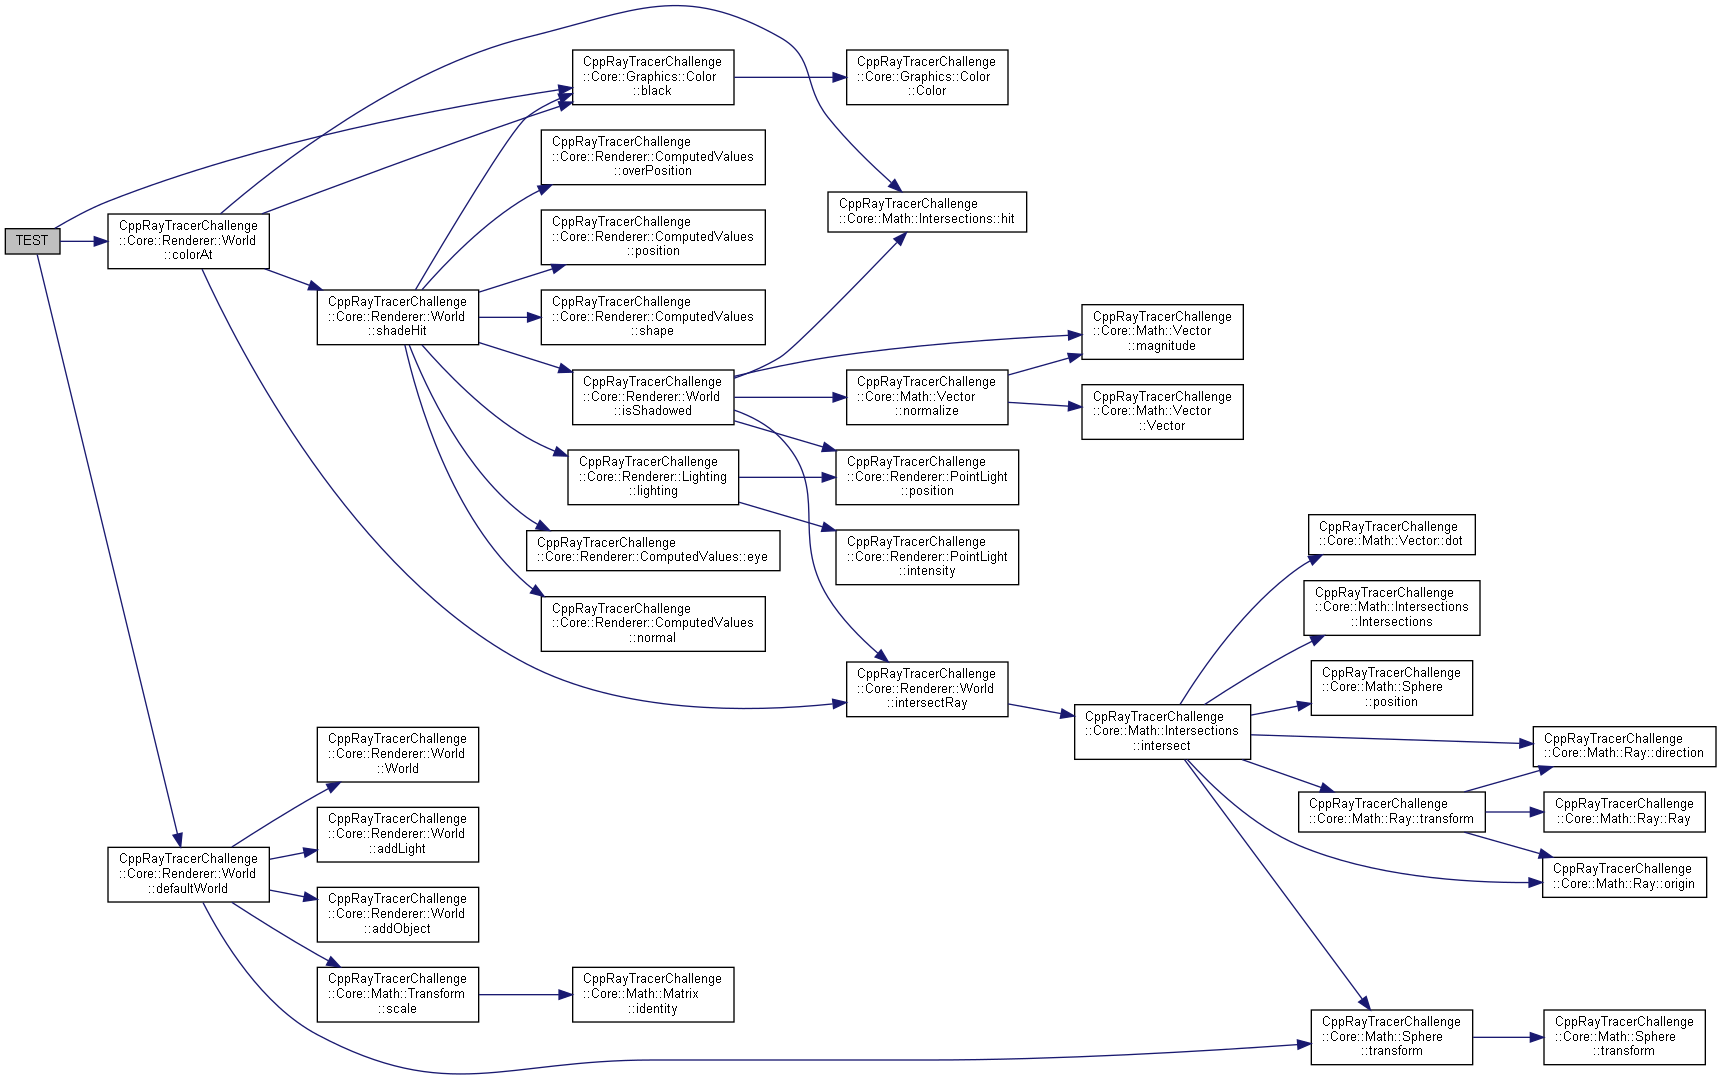 TEST
CppRayTracerChallenge
::Core::Renderer::World
::colorAt
CppRayTracerChallenge
::Core::Renderer::World
::defaultWorld
CppRayTracerChallenge
::Core::Renderer::World
::shadeHit
CppRayTracerChallenge
::Core::Renderer::World
::World
CppRayTracerChallenge
::Core::Renderer::World
::addLight
CppRayTracerChallenge
::Core::Renderer::World
::addObject
CppRayTracerChallenge
::Core::Math::Transform
::scale
CppRayTracerChallenge
::Core::Graphics::Color
::black
CppRayTracerChallenge
::Core::Renderer::ComputedValues
::overPosition
CppRayTracerChallenge
::Core::Renderer::ComputedValues
::position
CppRayTracerChallenge
::Core::Renderer::ComputedValues
::shape
CppRayTracerChallenge
::Core::Renderer::World
::isShadowed
CppRayTracerChallenge
::Core::Renderer::Lighting
::lighting
CppRayTracerChallenge
::Core::Renderer::ComputedValues::eye
CppRayTracerChallenge
::Core::Renderer::ComputedValues
::normal
CppRayTracerChallenge
::Core::Math::Matrix
::identity
CppRayTracerChallenge
::Core::Graphics::Color
::Color
CppRayTracerChallenge
::Core::Math::Intersections::hit
CppRayTracerChallenge
::Core::Math::Vector
::normalize
CppRayTracerChallenge
::Core::Renderer::PointLight
::position
CppRayTracerChallenge
::Core::Renderer::PointLight
::intensity
CppRayTracerChallenge
::Core::Renderer::World
::intersectRay
CppRayTracerChallenge
::Core::Math::Vector
::magnitude
CppRayTracerChallenge
::Core::Math::Vector
::Vector
CppRayTracerChallenge
::Core::Math::Intersections
::intersect
CppRayTracerChallenge
::Core::Math::Vector::dot
CppRayTracerChallenge
::Core::Math::Intersections
::Intersections
CppRayTracerChallenge
::Core::Math::Sphere
::position
CppRayTracerChallenge
::Core::Math::Ray::transform
CppRayTracerChallenge
::Core::Math::Sphere
::transform
CppRayTracerChallenge
::Core::Math::Ray::direction
CppRayTracerChallenge
::Core::Math::Ray::Ray
CppRayTracerChallenge
::Core::Math::Ray::origin
CppRayTracerChallenge
::Core::Math::Sphere
::transform